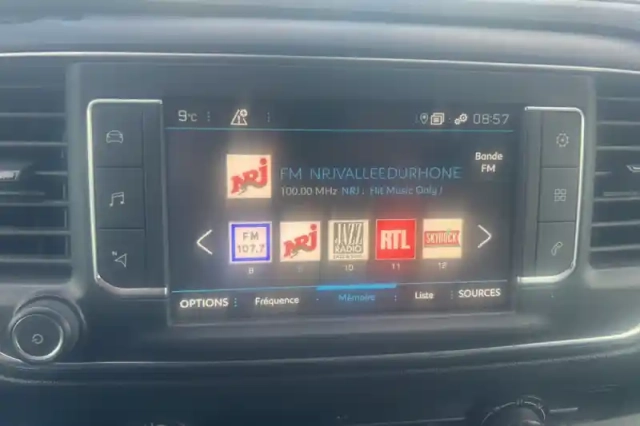 9°C
08:57
FM NRJVALLEEDURHONE
Bande
FM
NRJ
100.00 MHz NRJ . Hit Music Only !
FM
107.7
NRJ
JAZZ
RADIO
RTL
SKYROCK
8
10
11
12
OPTIONS
Fréquence
Mémoire
Liste
SOURCES